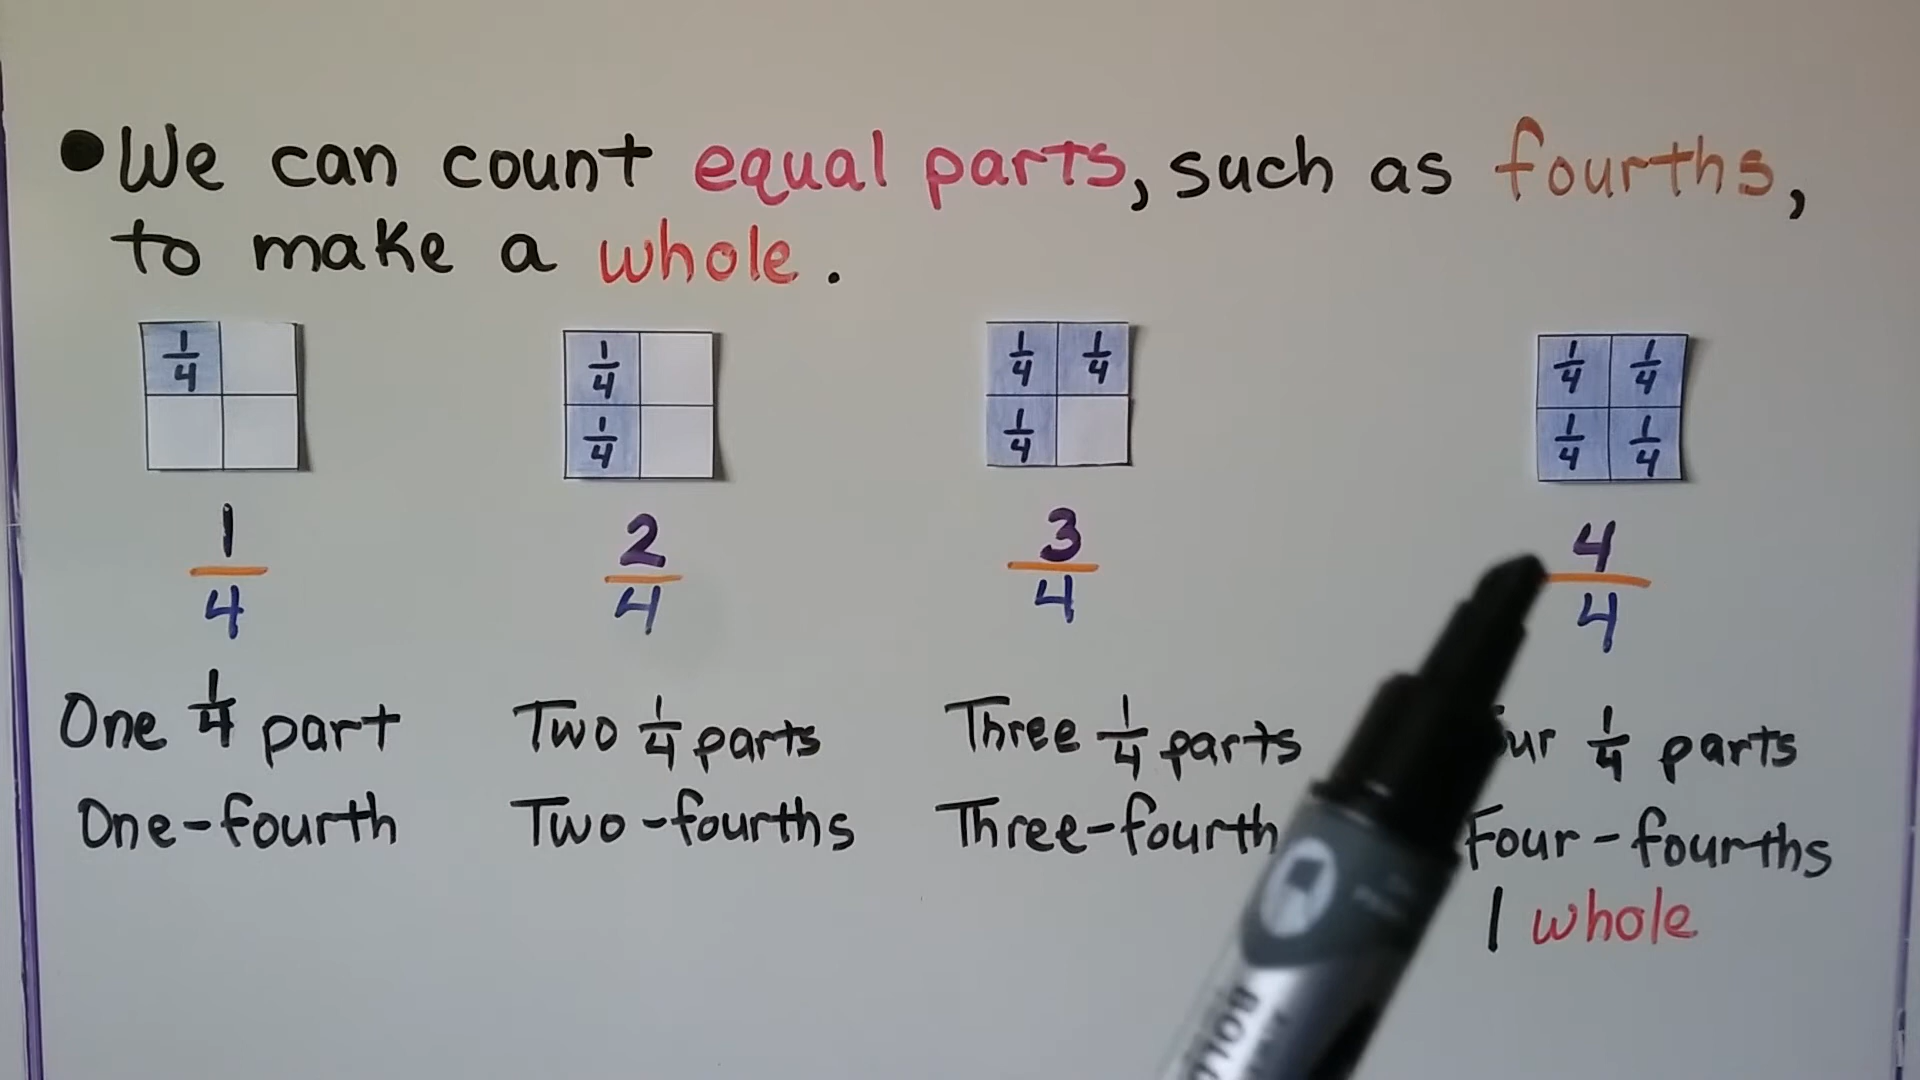 • We can count equal parts, such as fourths,
to make a whole.
1/4
1/4
1/4
1/4 1/4
1/4
1/4 1/4
1/4 1/4
1/4
2/4
3/4
4/4
One 1/4 part
One-fourth
Two 1/4 parts
Two-fourths
Three 1/4 parts
Three-fourth
ur 1/4 parts
Four-fourths
1 whole
BOL